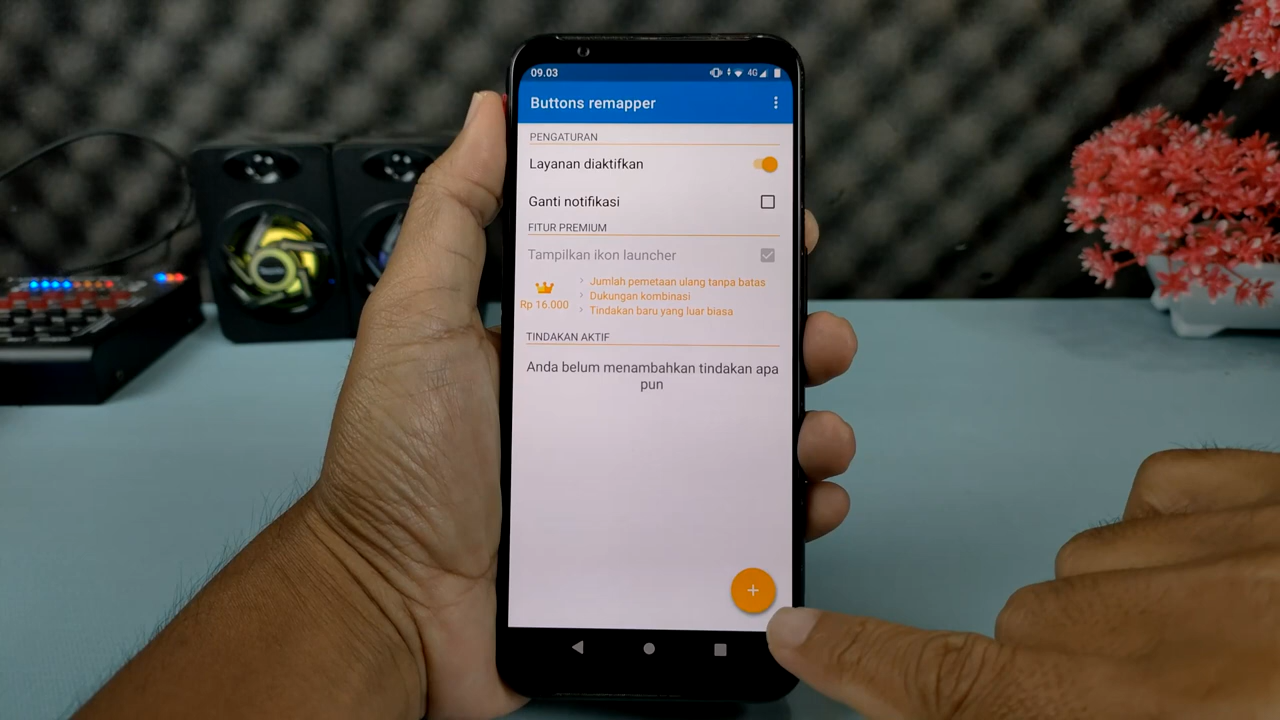 09.03
4G
Buttons remapper
PENGATURAN
Layanan diaktifkan
Ganti notifikasi
FITUR PREMIUM
Tampilkan ikon launcher
Jumlah pemetaan ulang tanpa batas
Rp 16.000
Dukungan kombinasi
Tindakan baru yang luar biasa
TINDAKAN AKTIF
Anda belum menambahkan tindakan apa
pun